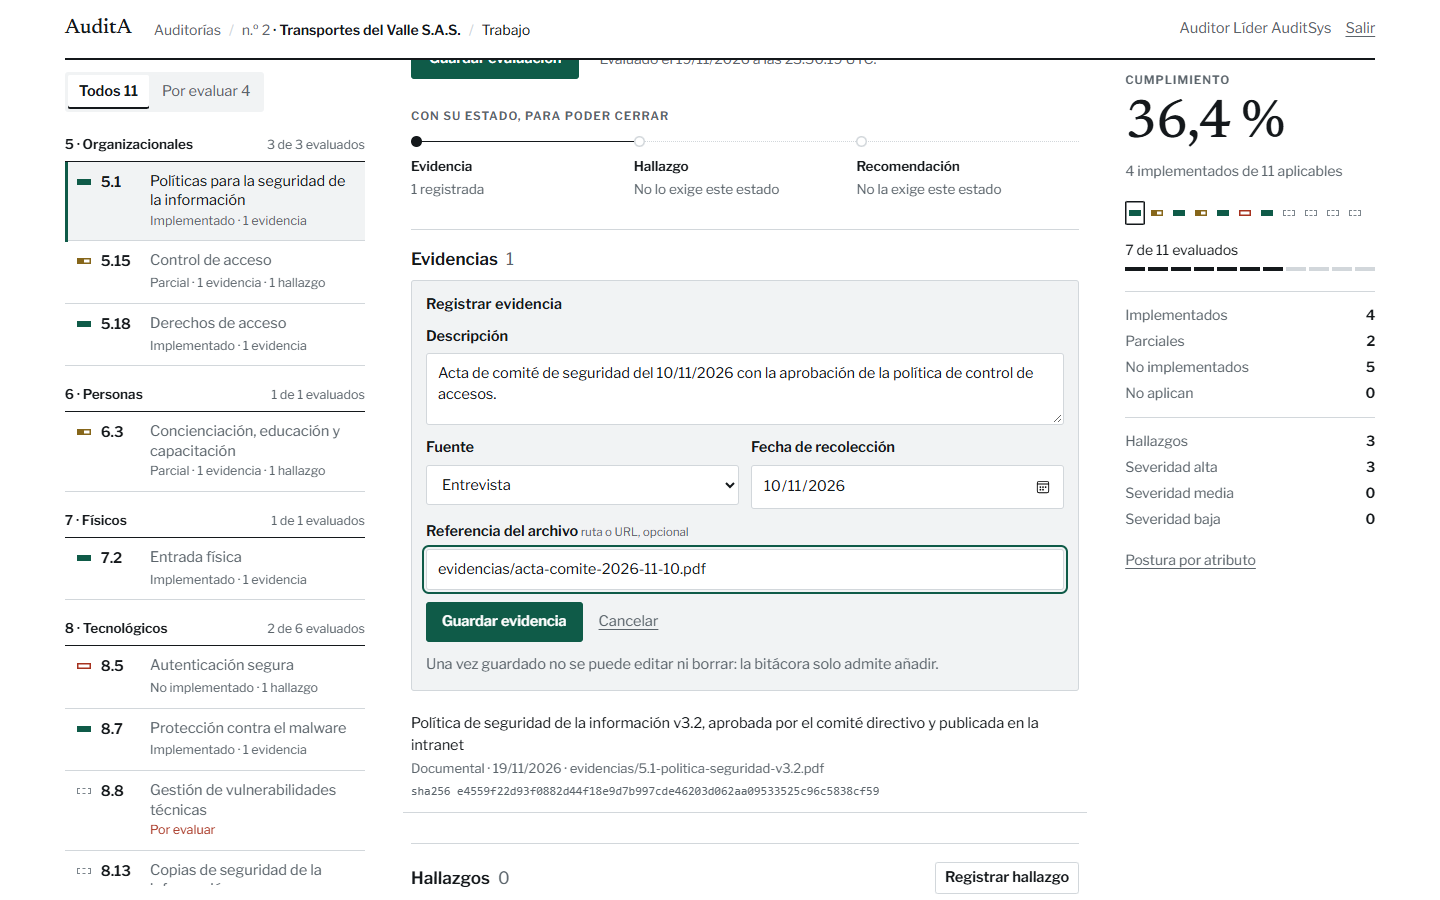 AuditA
Auditorías / n.º 2 · Transportes del Valle S.A.S. / Trabajo
Auditor Líder AuditSys Salir
Todos 11
Por evaluar 4
5 · Organizacionales 3 de 3 evaluados
5.1 Políticas para la seguridad de
la información
Implementado · 1 evidencia
5.15 Control de acceso
Parcial · 1 evidencia · 1 hallazgo
5.18 Derechos de acceso
Implementado · 1 evidencia
6 · Personas 1 de 1 evaluados
6.3 Concienciación, educación y
capacitación
Parcial · 1 evidencia · 1 hallazgo
7 · Físicos 1 de 1 evaluados
7.2 Entrada física
Implementado · 1 evidencia
8 · Tecnológicos 2 de 6 evaluados
8.5 Autenticación segura
No implementado · 1 hallazgo
8.7 Protección contra el malware
Implementado · 1 evidencia
8.8 Gestión de vulnerabilidades
técnicas
Por evaluar
8.13 Copias de seguridad de la
Guardar evaluación
Evaluado el 19/11/2026 a las 23:50:19 UTC.
CON SU ESTADO, PARA PODER CERRAR
Evidencia
1 registrada
Hallazgo
No lo exige este estado
Recomendación
No la exige este estado
Evidencias 1
Registrar evidencia
Descripción
Acta de comité de seguridad del 10/11/2026 con la aprobación de la política de control de
accesos.
Fuente
Entrevista
Fecha de recolección
10/11/2026
Referencia del archivo ruta o URL, opcional
evidencias/acta-comite-2026-11-10.pdf
Guardar evidencia
Cancelar
Una vez guardado no se puede editar ni borrar: la bitácora solo admite añadir.
Política de seguridad de la información v3.2, aprobada por el comité directivo y publicada en la
intranet
Documental · 19/11/2026 · evidencias/5.1-politica-seguridad-v3.2.pdf
sha256 e4559f22d93f0882d44f18e9d7b997cde46203d062aa09533525c96c5838cf59
Hallazgos 0
Registrar hallazgo
CUMPLIMIENTO
36,4 %
4 implementados de 11 aplicables
7 de 11 evaluados
Implementados 4
Parciales 2
No implementados 5
No aplican 0
Hallazgos 3
Severidad alta 3
Severidad media 0
Severidad baja 0
Postura por atributo